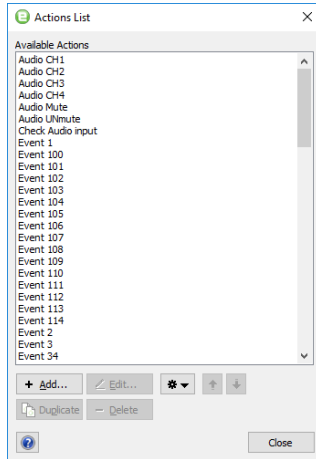 Actions List
Available Actions
Audio CH1
Audio CH2
Audio CH3
Audio CH4
Audio Mute
Audio UNmute
Check Audio input
Event 1
Event 100
Event 101
Event 102
Event 103
Event 104
Event 105
Event 106
Event 107
Event 108
Event 109
Event 110
Event 111
Event 112
Event 113
Event 114
Event 2
Event 3
Event 34
+ Add... Edit...
Duplicate − Delete
? Close